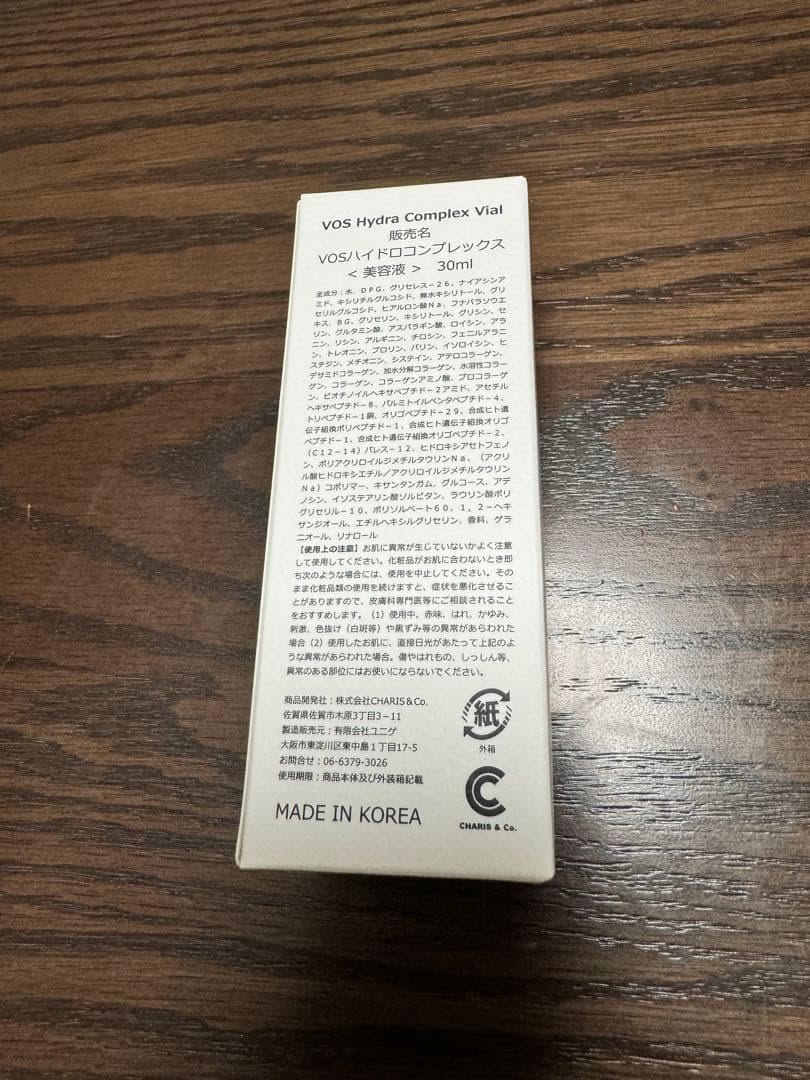 VOS Hydra Complex Vial
販売名
VOSハイドロコンプレックス
< 美容液 >　30ml
全成分：水、DPG、グリセレス－26、ナイアシンア
ミド、キシリチルグルコシド、無水キシリトール、グリ
セリルグルコシド、ヒアルロン酸Na、フナバラソウエ
キス、BG、グリセリン、キシリトール、グリシン、セ
リン、グルタミン酸、アスパラギン酸、ロイシン、アラ
ニン、リシン、アルギニン、チロシン、フェニルアラニ
ン、トレオニン、プロリン、バリン、イソロイシン、ヒ
スチジン、メチオニン、システイン、アテロコラーゲン、
デサミドコラーゲン、加水分解コラーゲン、水溶性コラー
ゲン、コラーゲン、コラーゲンアミノ酸、プロコラーゲ
ン、ビオチノイルヘキサペプチド－2アミド、アセチル
ヘキサペプチド－8、パルミトイルペンタペプチド－4、
トリペプチド－1銅、オリゴペプチド－29、合成ヒト遺
伝子組換ポリペプチド－1、合成ヒト遺伝子組換オリゴ
ペプチド－1、合成ヒト遺伝子組換オリゴペプチド－2、
（C12－14）パレス－12、ヒドロキシアセトフェノ
ン、ポリアクリロイルジメチルタウリンNa、（アクリ
ル酸ヒドロキシエチル／アクリロイルジメチルタウリン
Na）コポリマー、キサンタンガム、グルコース、アデ
ノシン、イソステアリン酸ソルビタン、ラウリン酸ポリ
グリセリル－10、ポリソルベート60、1，2－ヘキ
サンジオール、エチルヘキシルグリセリン、香料、ゲラ
ニオール、リナロール
【使用上の注意】お肌に異常が生じていないかよく注意
して使用してください。化粧品がお肌に合わないとき即
ち次のような場合には、使用を中止してください。その
まま化粧品類の使用を続けますと、症状を悪化させるこ
とがありますので、皮膚科専門医等にご相談されること
をおすすめします。（1）使用中、赤味、はれ、かゆみ、
刺激、色抜け（白斑等）や黒ずみ等の異常があらわれた
場合（2）使用したお肌に、直接日光があたって上記のよ
うな異常があらわれた場合。傷やはれもの、しっしん等、
異常のある部位にはお使いにならないでください。
商品開発社：株式会社CHARIS＆Co.
佐賀県佐賀市木原3丁目3－11
製造販売元：有限会社ユニゲ
大阪市東淀川区東中島１丁目17-5
お問合せ：06-6379-3026
使用期限：商品本体及び外装箱記載
MADE IN KOREA
紙
外箱
CHARIS & Co.